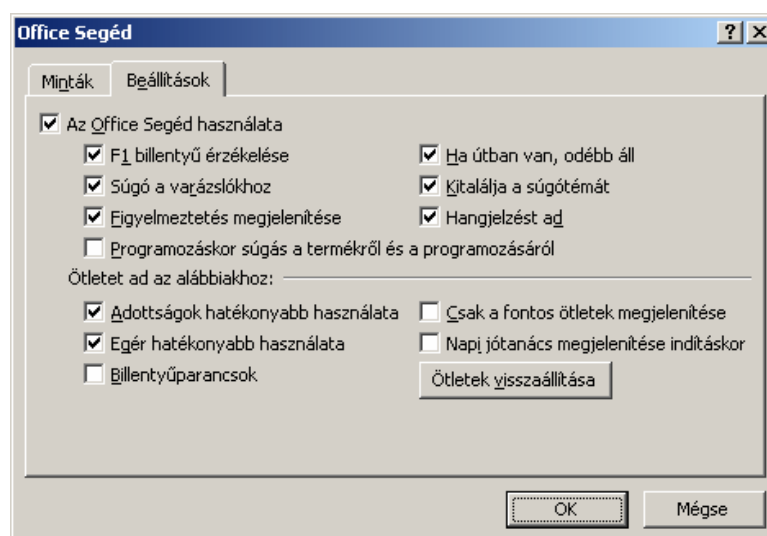 Office Segéd
Minták Beállítások
Az Office Segéd használata
F1 billentyű érzékelése Ha útban van, odébb áll
Súgó a varázslókhoz Kitalálja a súgótémát
Figyelmeztetés megjelenítése Hangjelzést ad
Programozáskor súgás a termékről és a programozásáról
Ötletet ad az alábbiakhoz:
Adottságok hatékonyabb használata Csak a fontos ötletek megjelenítése
Egér hatékonyabb használata Napi jótanács megjelenítése indításkor
Billentyűparancsok Ötletek visszaállítása
OK Mégse